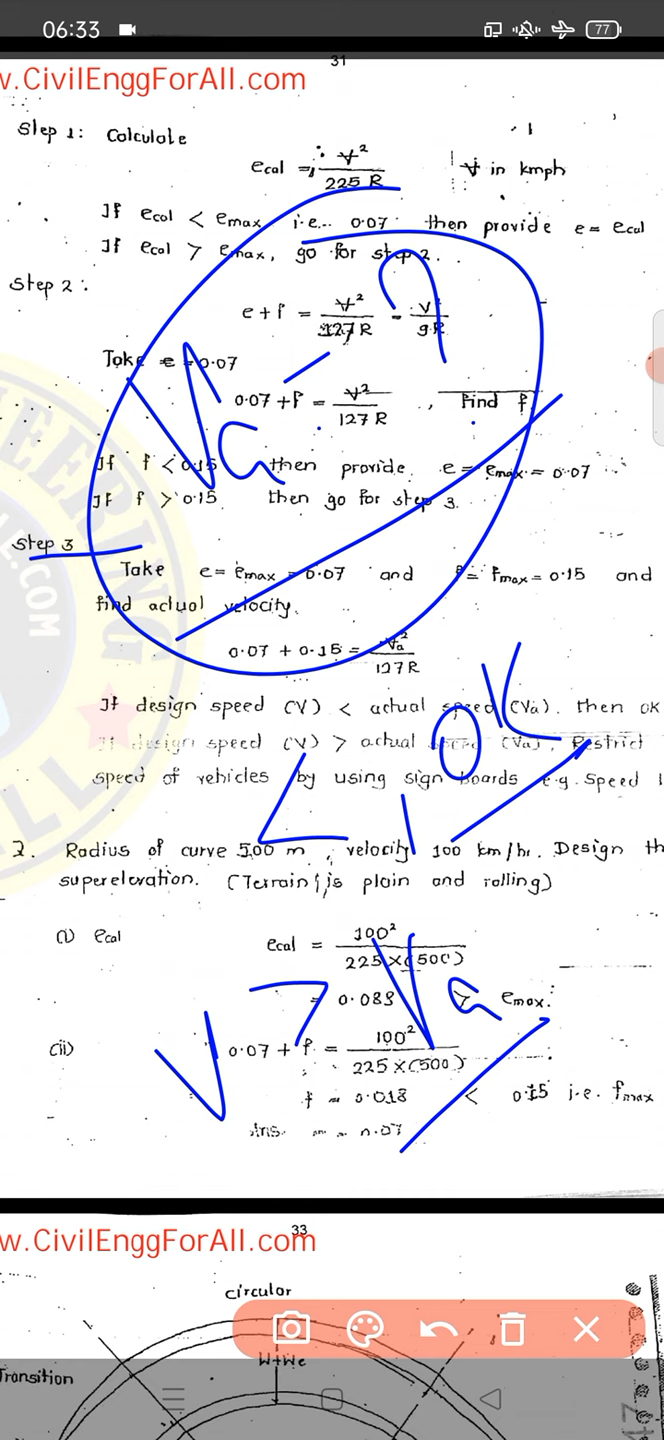 06:33
77
31
w.CivilEnggForAll.com
Step 1: Calculate
ecal = V² / 225 R V in kmph
If ecal < emax i.e... 0.07 then provide e = ecal
If ecal > emax, go for step 2..
Step 2:
e + f = V² / 127 R = V / gR
Take e = 0.07
0.07 + f = V² / 127 R , Find f
Va = ?
If f < 0.15 then provide e = emax = 0.07
If f > 0.15 then go for step 3.
Step 3
Take e = emax = 0.07 and f = fmax = 0.15 and
find actual velocity.
0.07 + 0.15 = Va² / 127 R
If design speed (V) < actual speed (Va). then ok
OK
If design speed (V) > actual speed (Va), Restrict
speed of vehicles by using sign boards e.g. Speed
2. Radius of curve 500 m , velocity 100 km/hr. Design th
superelevation. (Terrain is plain and rolling)
(i) ecal
ecal = 100² / 225 × (500)
= 0.088 > emax.
V > Va
(ii) 0.07 + f = 100² / 225 × (500)
f = 0.018 < 0.15 i.e. fmax
Ans. = 0.07
33
w.CivilEnggForAll.com
circular
W+We
Transition